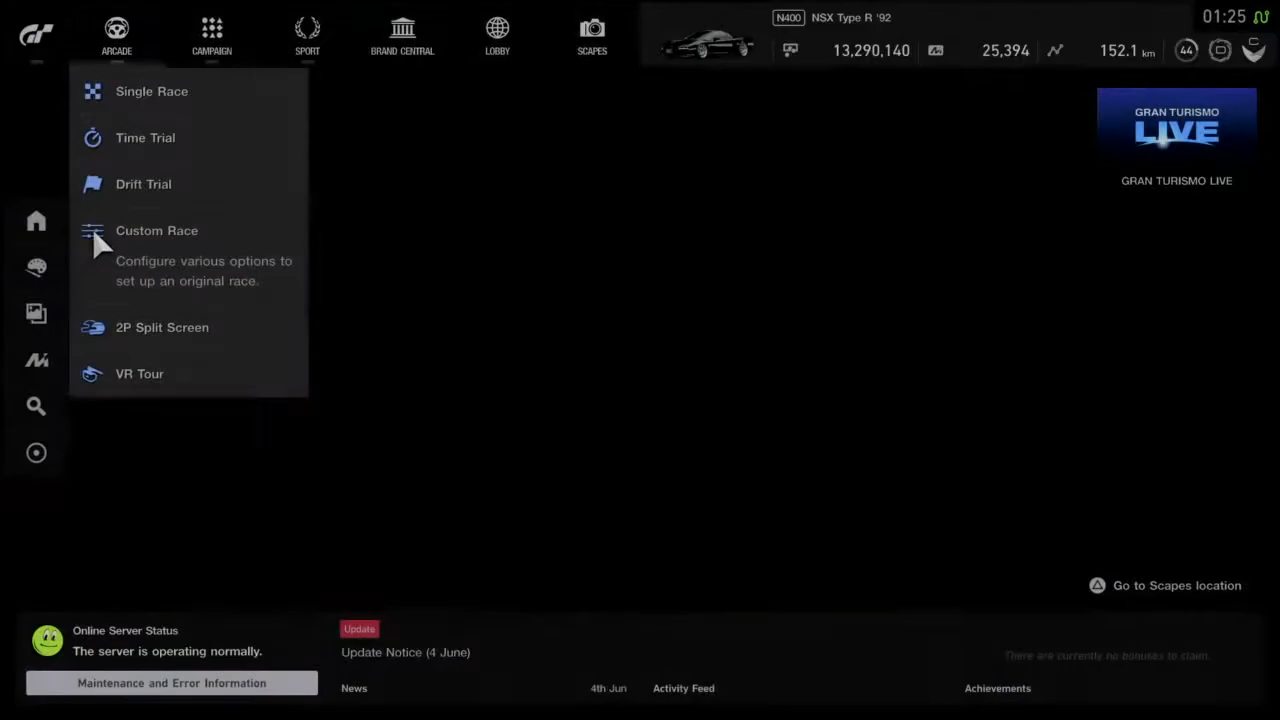 ARCADE
CAMPAIGN
SPORT
BRAND CENTRAL
LOBBY
SCAPES
N400 NSX Type R '92
13,290,140
25,394
152.1 km
44
C
01:25
Single Race
Time Trial
Drift Trial
Custom Race
Configure various options to
set up an original race.
2P Split Screen
VR Tour
GRAN TURISMO
LIVE
GRAN TURISMO LIVE
Go to Scapes location
Online Server Status
The server is operating normally.
Maintenance and Error Information
Update
Update Notice (4 June)
News
4th Jun
Activity Feed
There are currently no bonuses to claim.
Achievements